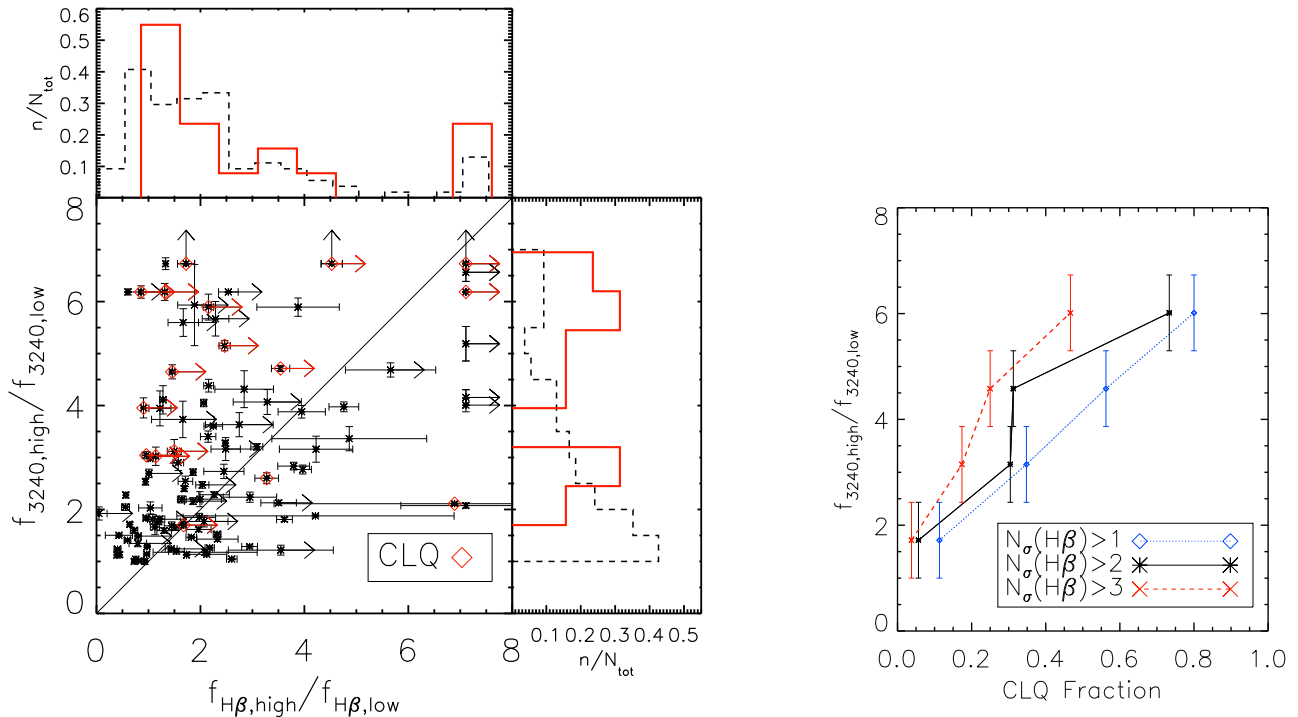 0.6
0.5
0.4
0.3
0.2
0.1
n/N_tot
8
6
4
2
0
f_3240,high/f_3240,low
CLQ
0 2 4 6 8
f_Hβ,high/f_Hβ,low
0.1 0.2 0.3 0.4 0.5
n/N_tot
8
6
4
2
0
f_3240,high/f_3240,low
N_σ(Hβ)>1
N_σ(Hβ)>2
N_σ(Hβ)>3
0.0 0.2 0.4 0.6 0.8 1.0
CLQ Fraction